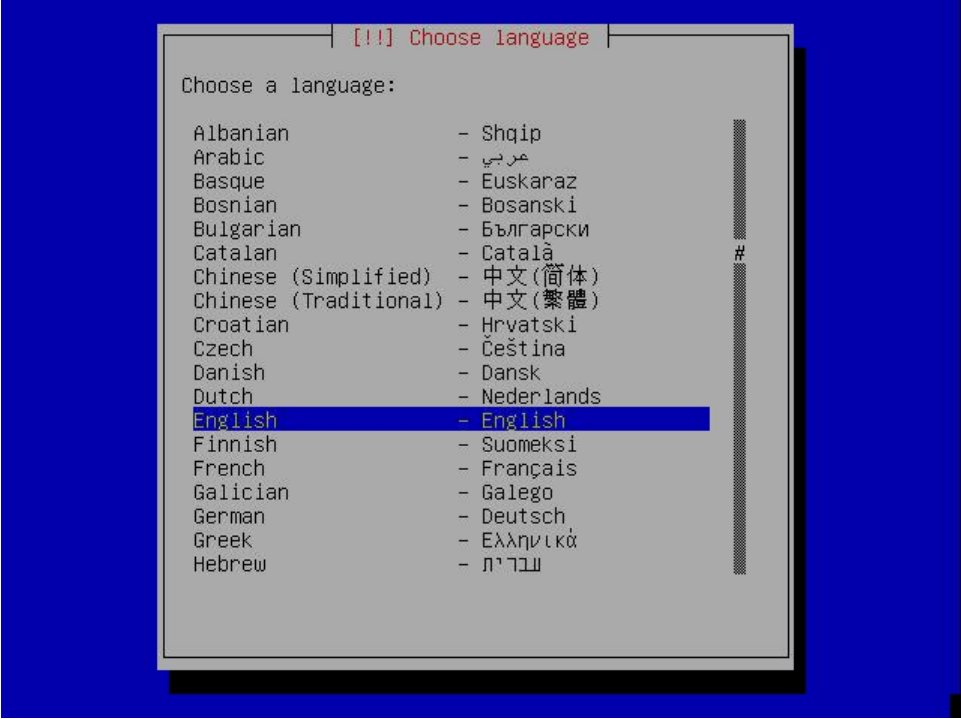 [!!] Choose language
Choose a language:
Albanian - Shqip
Arabic - عربي
Basque - Euskaraz
Bosnian - Bosanski
Bulgarian - Български
Catalan - Català
Chinese (Simplified) - 中文(简体)
Chinese (Traditional) - 中文(繁體)
Croatian - Hrvatski
Czech - Čeština
Danish - Dansk
Dutch - Nederlands
English - English
Finnish - Suomeksi
French - Français
Galician - Galego
German - Deutsch
Greek - Ελληνικά
Hebrew - עברית